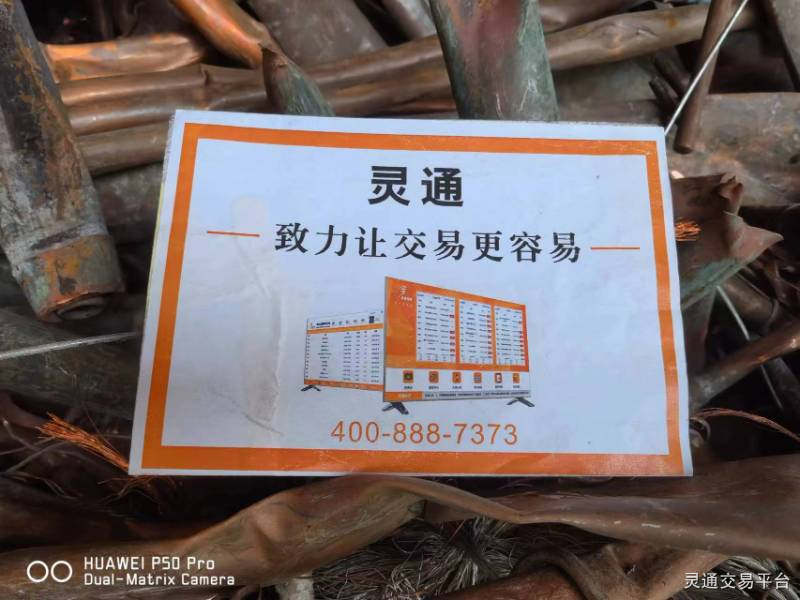 灵通
致力让交易更容易
400-888-7373
HUAWEI P50 Pro
Dual-Matrix Camera
灵通交易平台